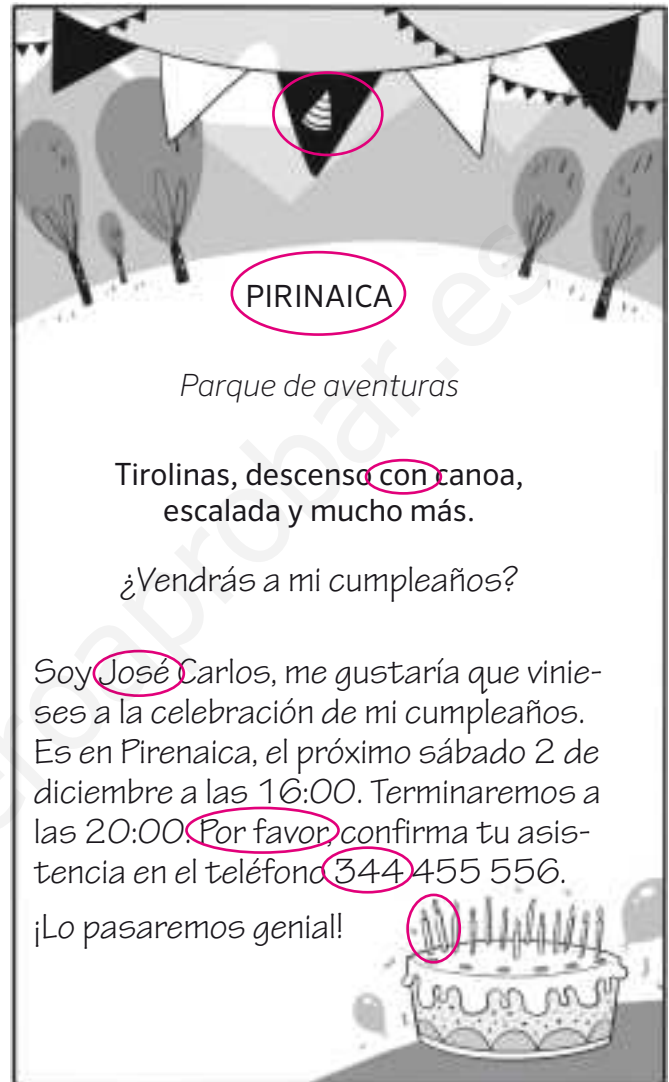 PIRINAICA
Parque de aventuras
Tirolinas, descenso con canoa,
escalada y mucho más.
¿Vendrás a mi cumpleaños?
Soy José Carlos, me gustaría que vinie-
ses a la celebración de mi cumpleaños.
Es en Pirenaica, el próximo sábado 2 de
diciembre a las 16:00. Terminaremos a
las 20:00. Por favor, confirma tu asis-
tencia en el teléfono 344 455 556.
¡Lo pasaremos genial!